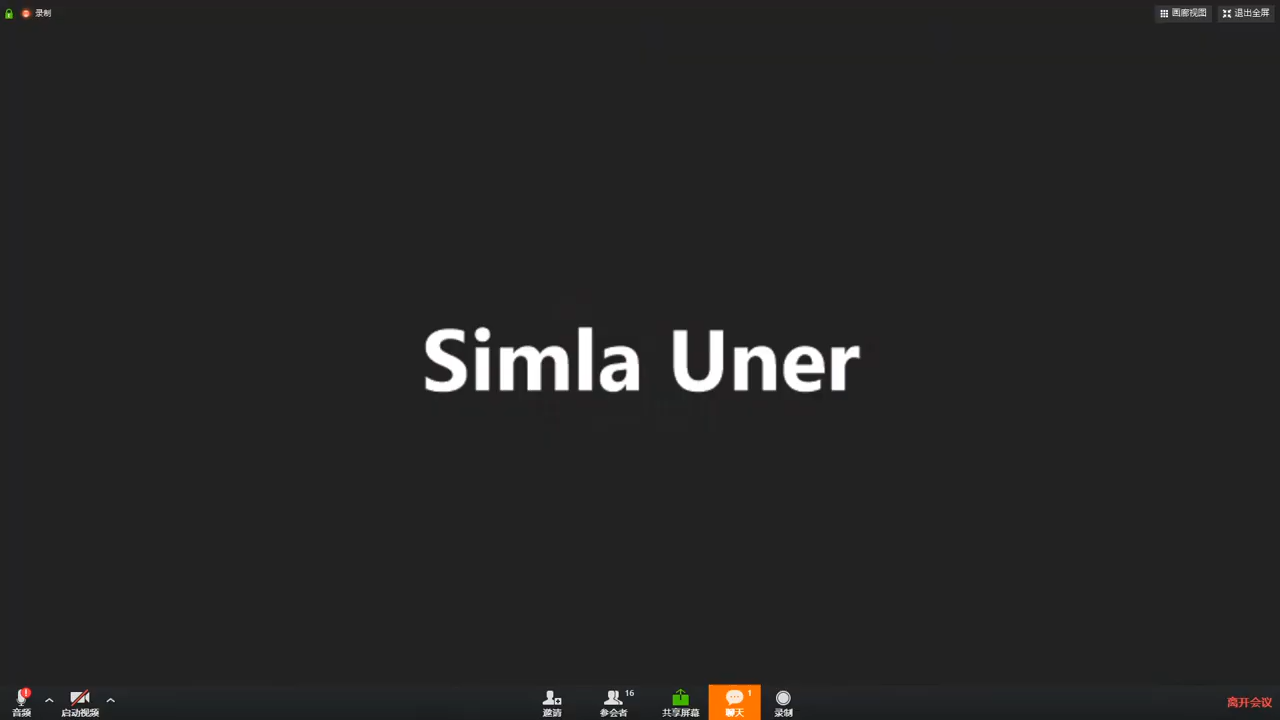 录制
画廊视图
退出全屏
Simla Uner
音频
启动视频
邀请
16
参会者
共享屏幕
1
聊天
录制
离开会议